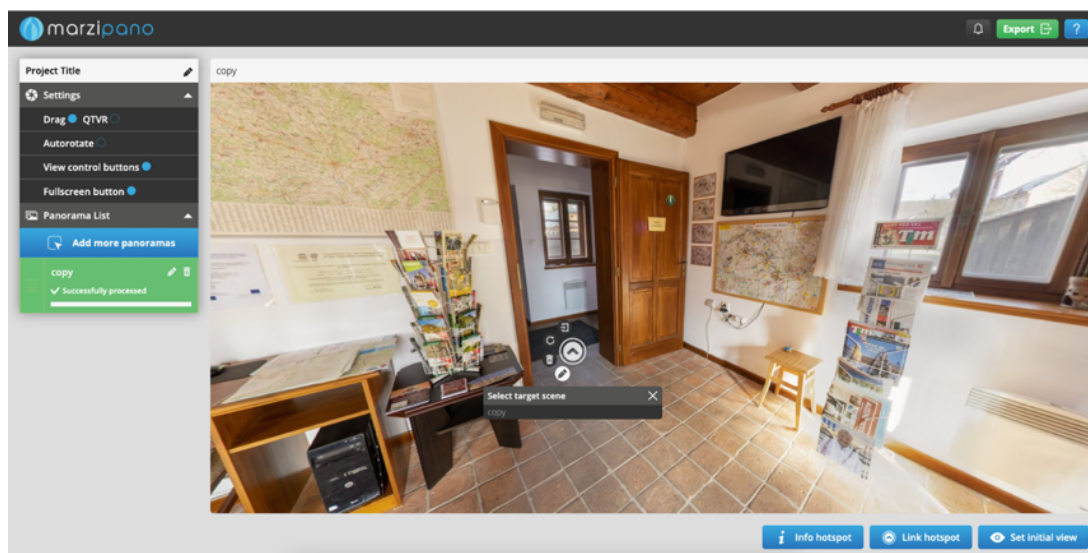 marzipano
Export
?
Project Title
copy
Settings
Drag QTVR
Autorotate
View control buttons
Fullscreen button
Panorama List
Add more panoramas
copy
Successfully processed
Select target scene
copy
Tim
i Info hotspot
Link hotspot
Set initial view